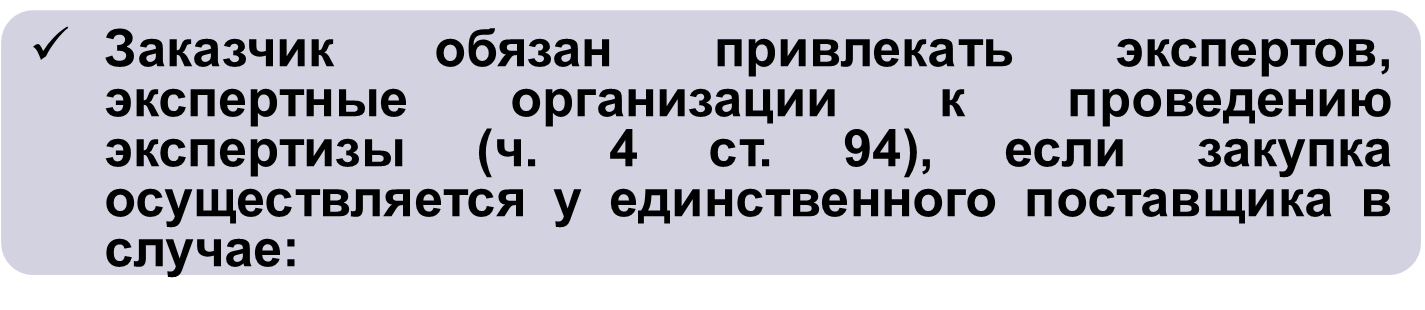 ✓ Заказчик обязан привлекать экспертов,
экспертные организации к проведению
экспертизы (ч. 4 ст. 94), если закупка
осуществляется у единственного поставщика в
случае: